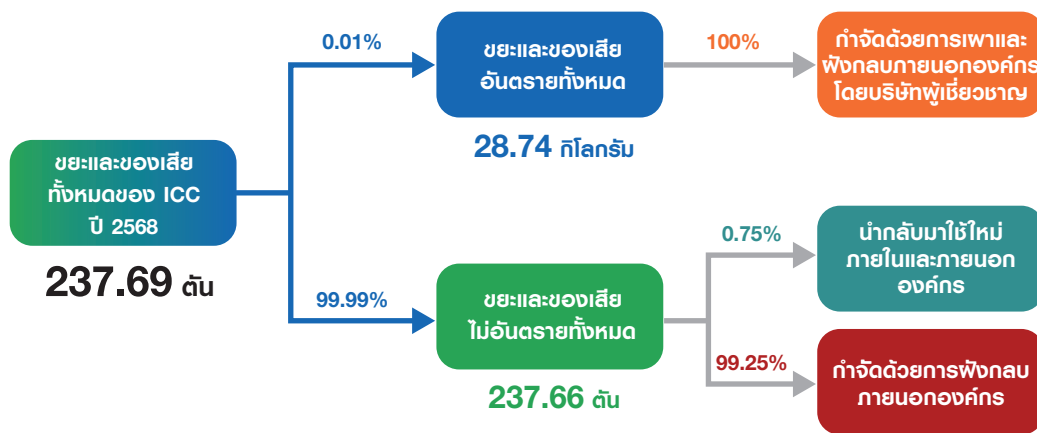 ขยะและของเสีย
ทั้งหมดของ ICC
ปี 2568
237.69 ตัน
0.01%
ขยะและของเสีย
อันตรายทั้งหมด
28.74 กิโลกรัม
100%
กำจัดด้วยการเผาและ
ฝังกลบภายนอกองค์กร
โดยบริษัทผู้เชี่ยวชาญ
99.99%
ขยะและของเสีย
ไม่อันตรายทั้งหมด
237.66 ตัน
0.75%
นำกลับมาใช้ใหม่
ภายในและภายนอก
องค์กร
99.25%
กำจัดด้วยการฝังกลบ
ภายนอกองค์กร